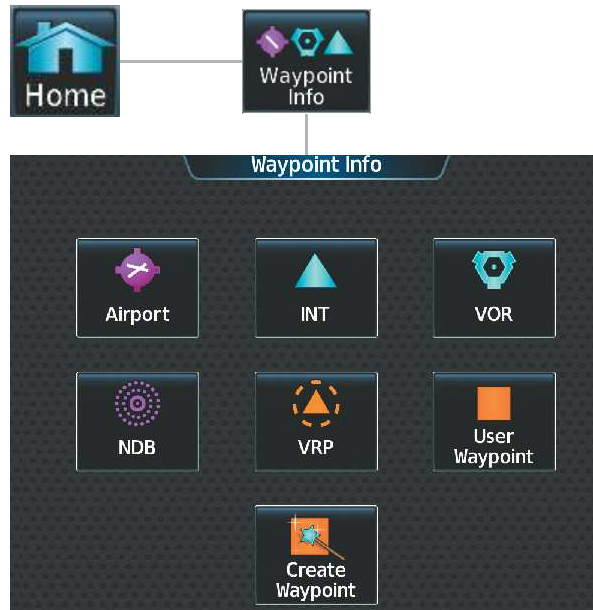 Home
Waypoint
Info
Waypoint Info
Airport
INT
VOR
NDB
VRP
User
Waypoint
Create
Waypoint